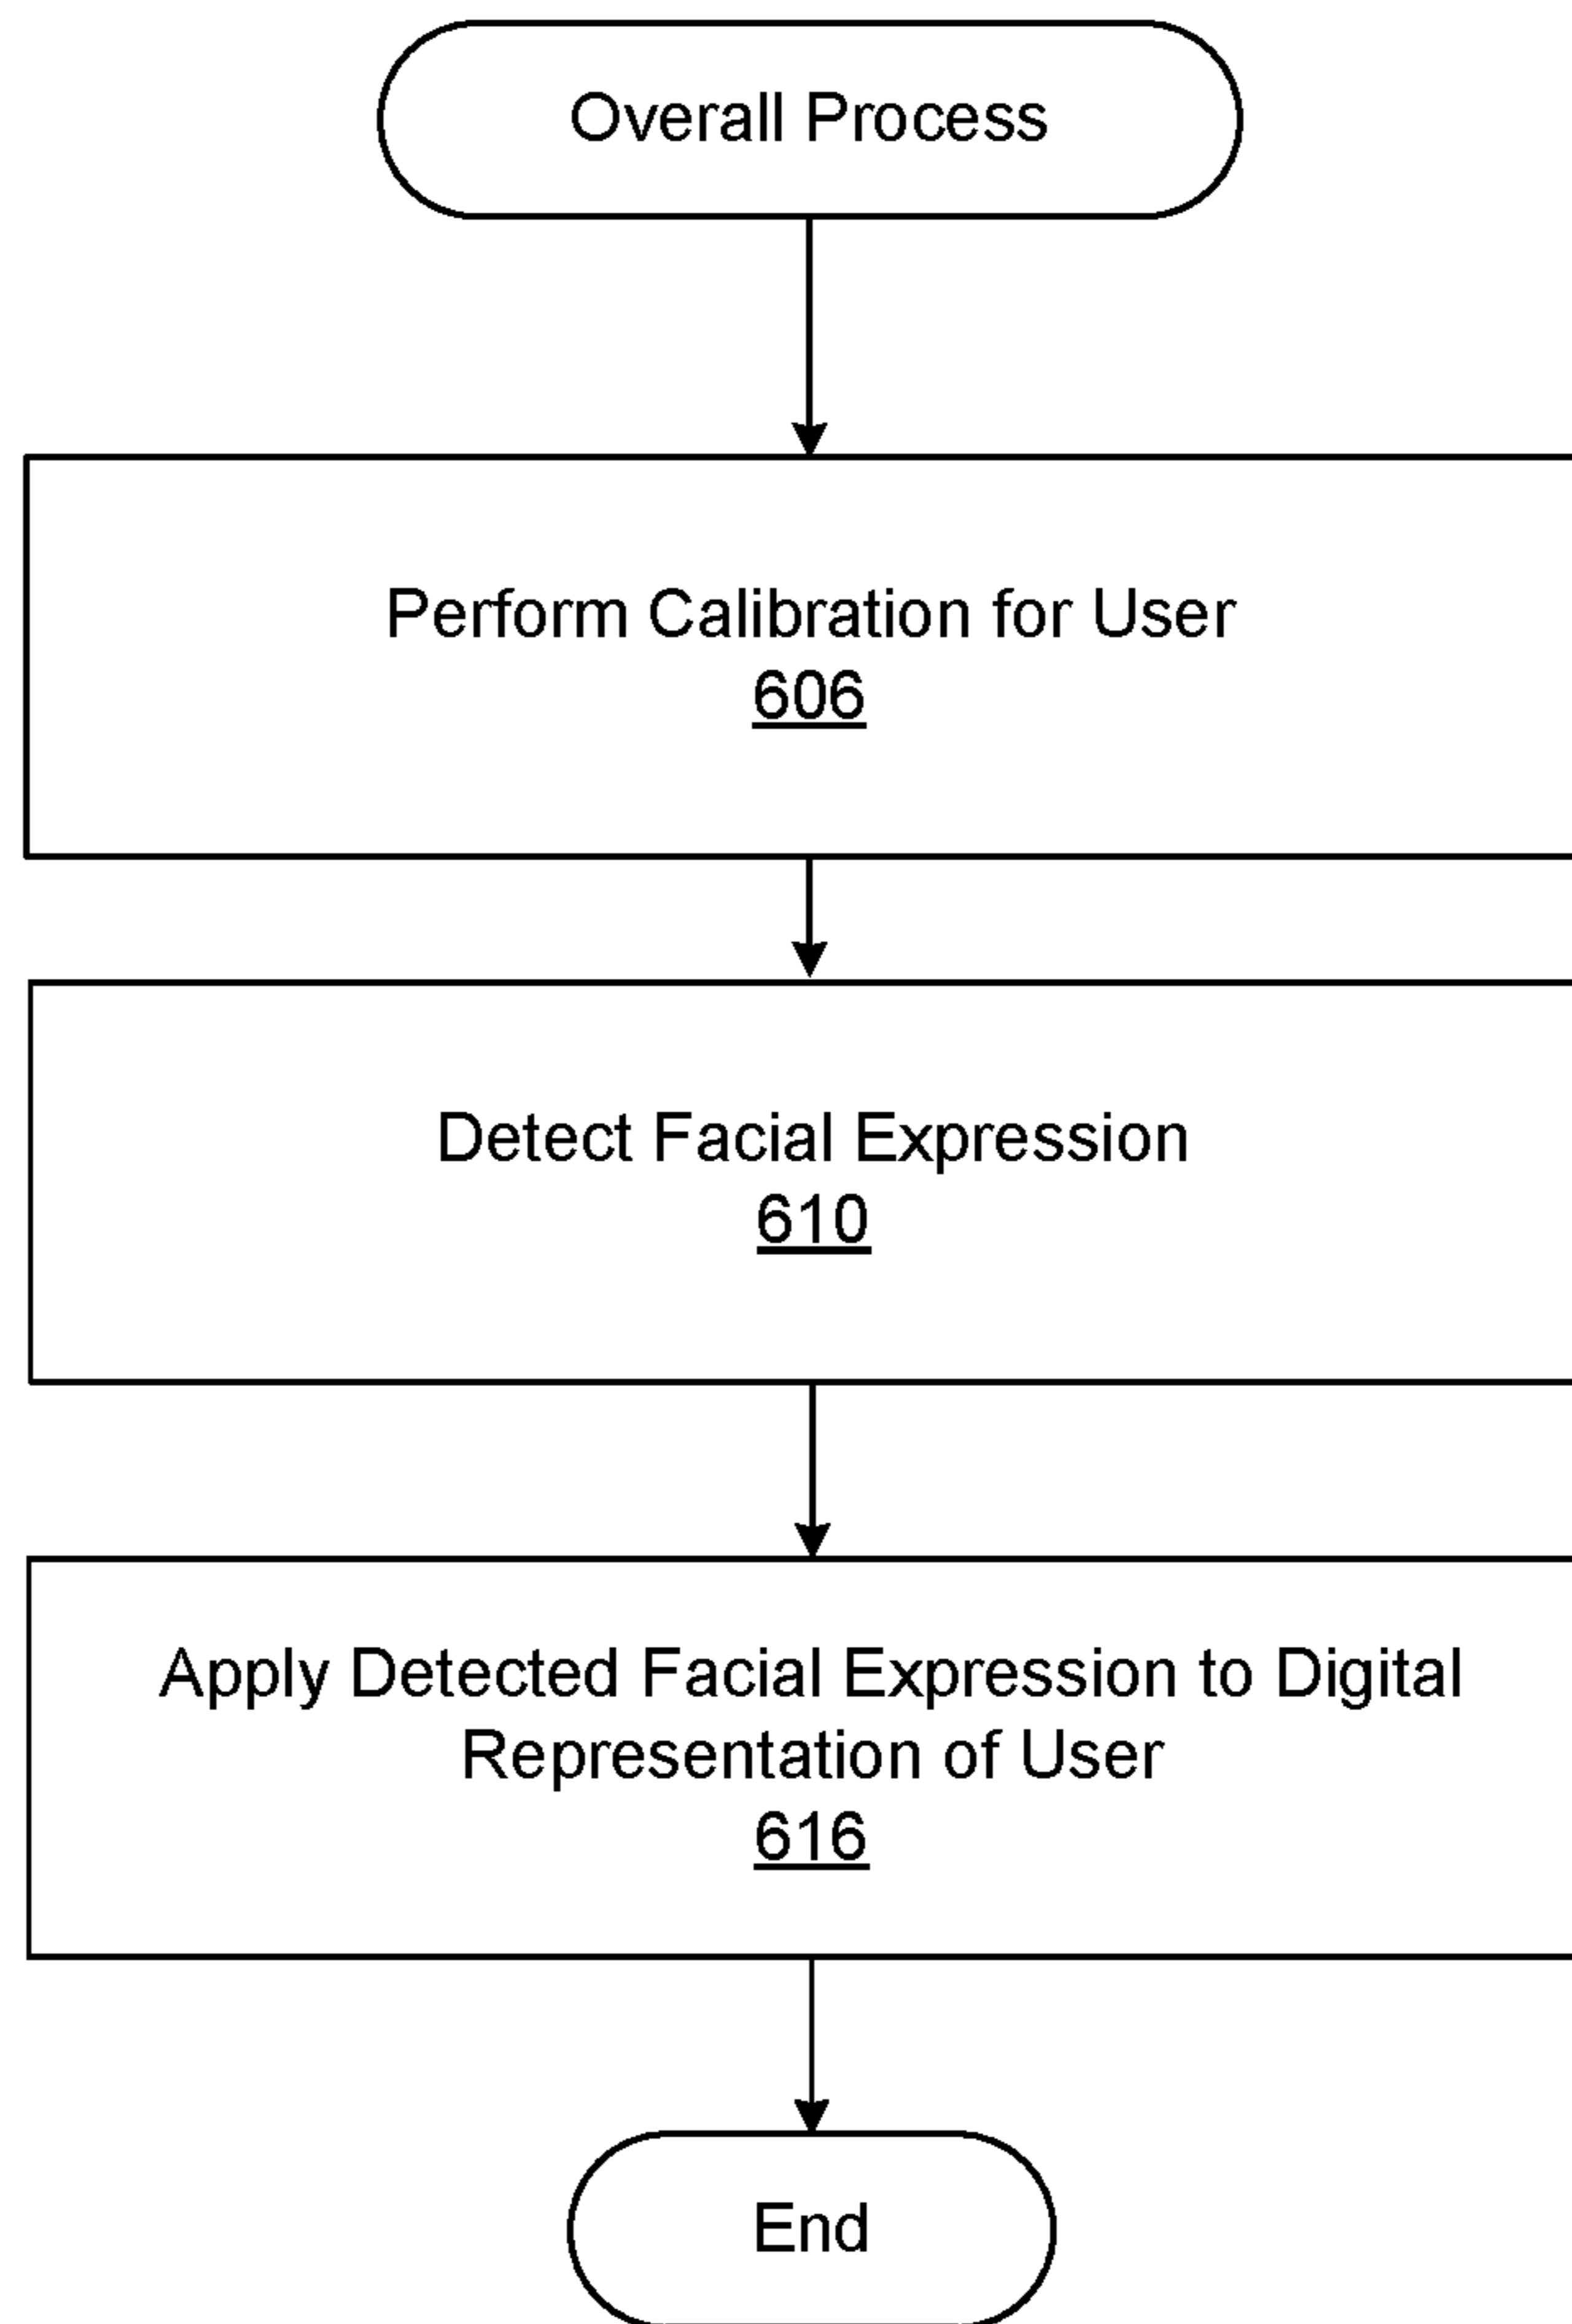 Overall Process
Perform Calibration for User
606
Detect Facial Expression
610
Apply Detected Facial Expression to Digital
Representation of User
616
End